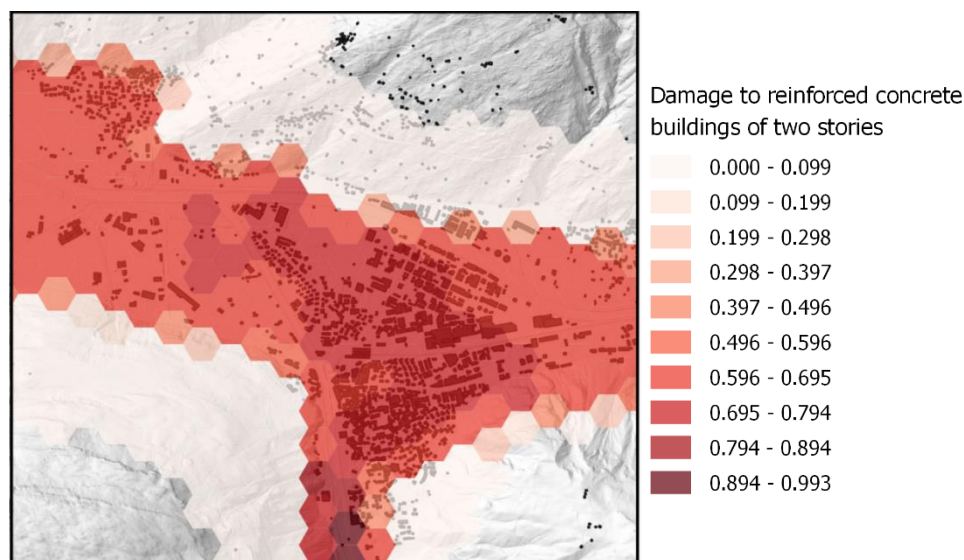 Damage to reinforced concrete
buildings of two stories
0.000 - 0.099
0.099 - 0.199
0.199 - 0.298
0.298 - 0.397
0.397 - 0.496
0.496 - 0.596
0.596 - 0.695
0.695 - 0.794
0.794 - 0.894
0.894 - 0.993